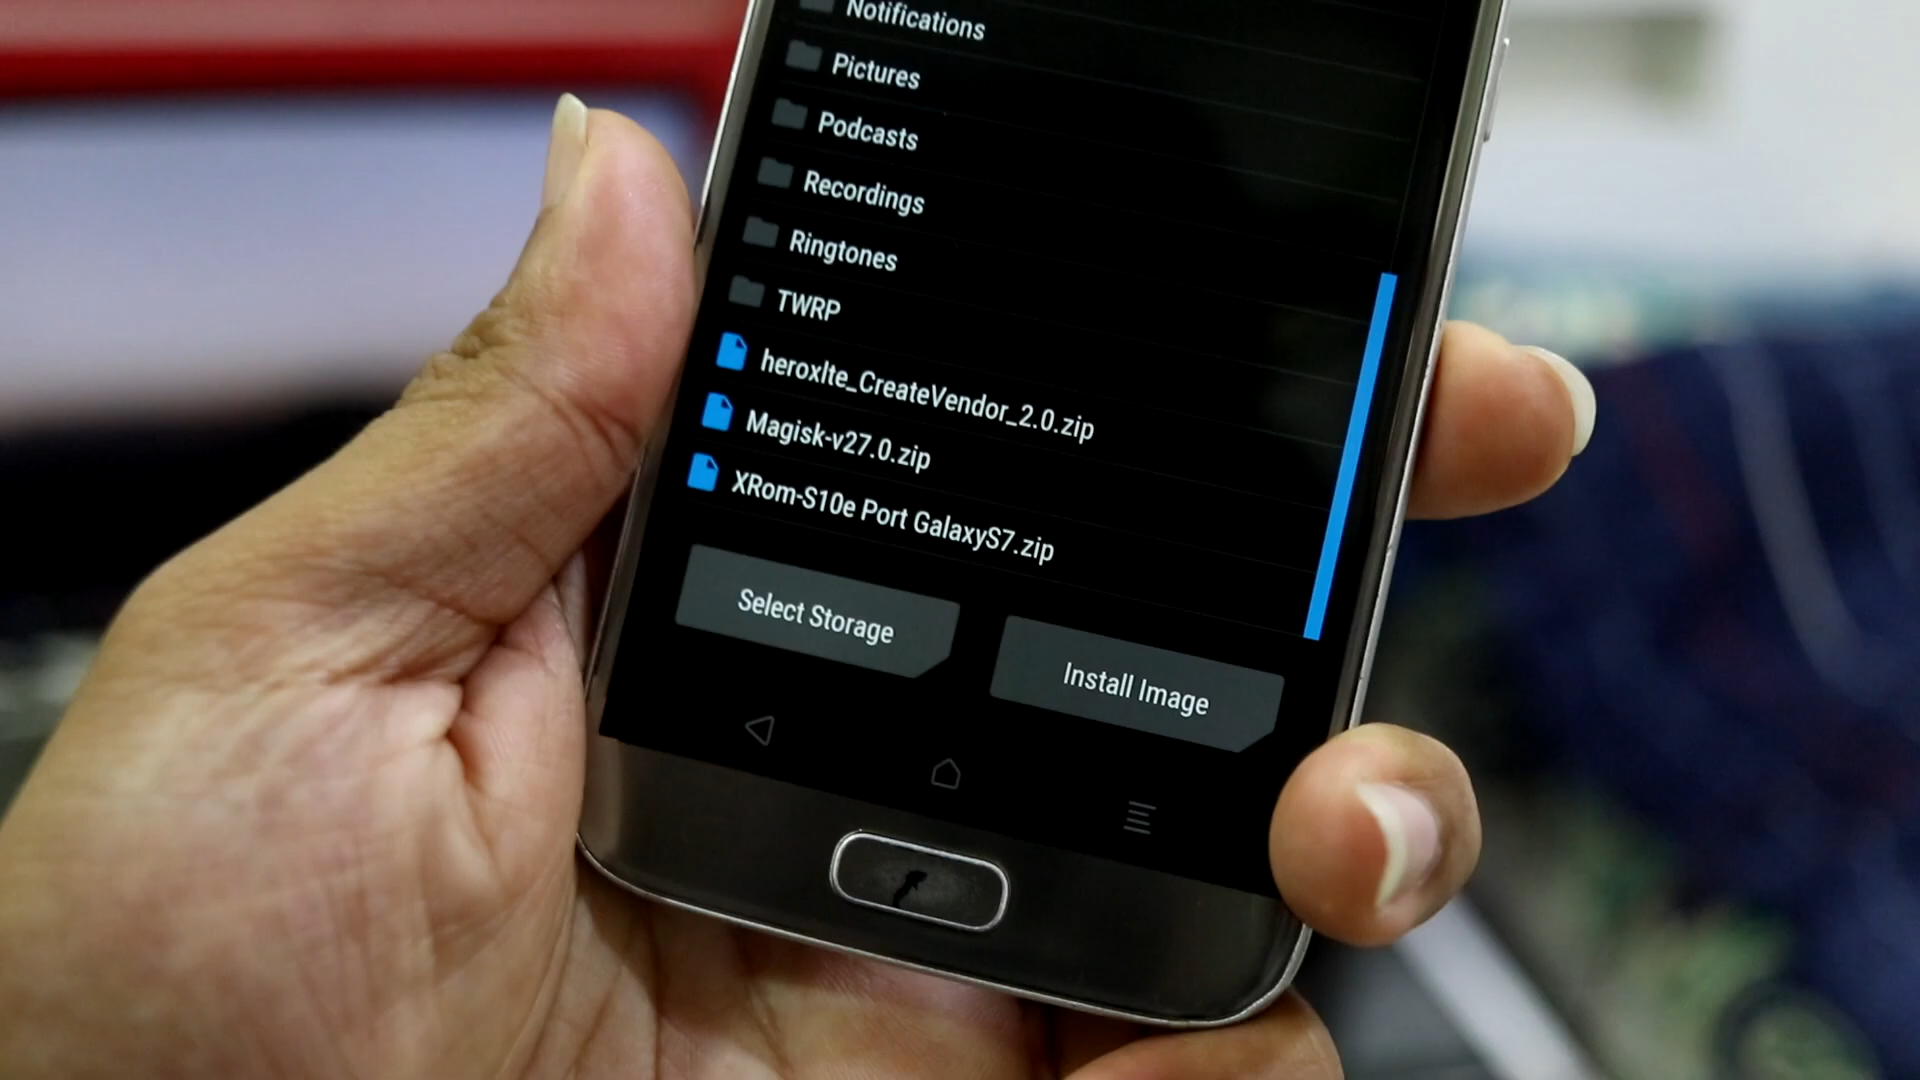 Notifications
Pictures
Podcasts
Recordings
Ringtones
TWRP
heroxlte_CreateVendor_2.0.zip
Magisk-v27.0.zip
XRom-S10e Port GalaxyS7.zip
Select Storage
Install Image